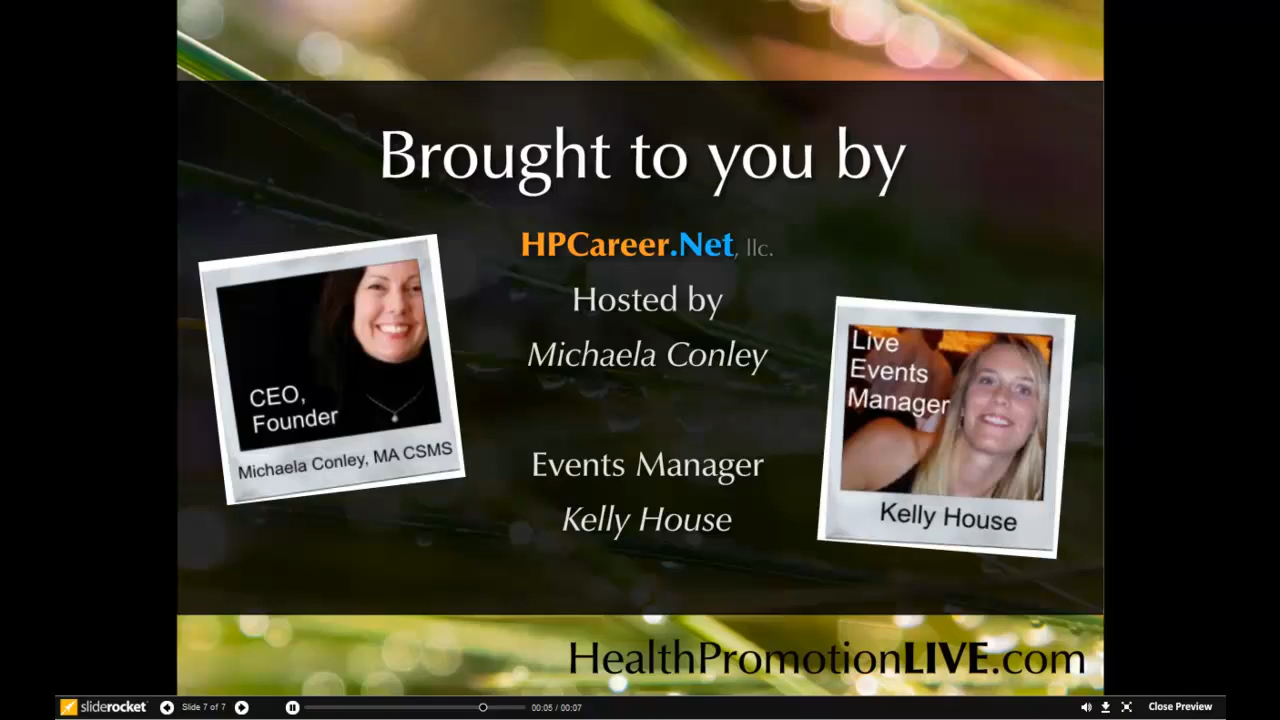 Brought to you by
HPCareer.Net, llc.
Hosted by
Michaela Conley
Events Manager
Kelly House
CEO,
Founder
Michaela Conley, MA CSMS
Live
Events
Manager
Kelly House
HealthPromotionLIVE.com
sliderocket
Slide 7 of 7
00:05 / 00:07
Close Preview